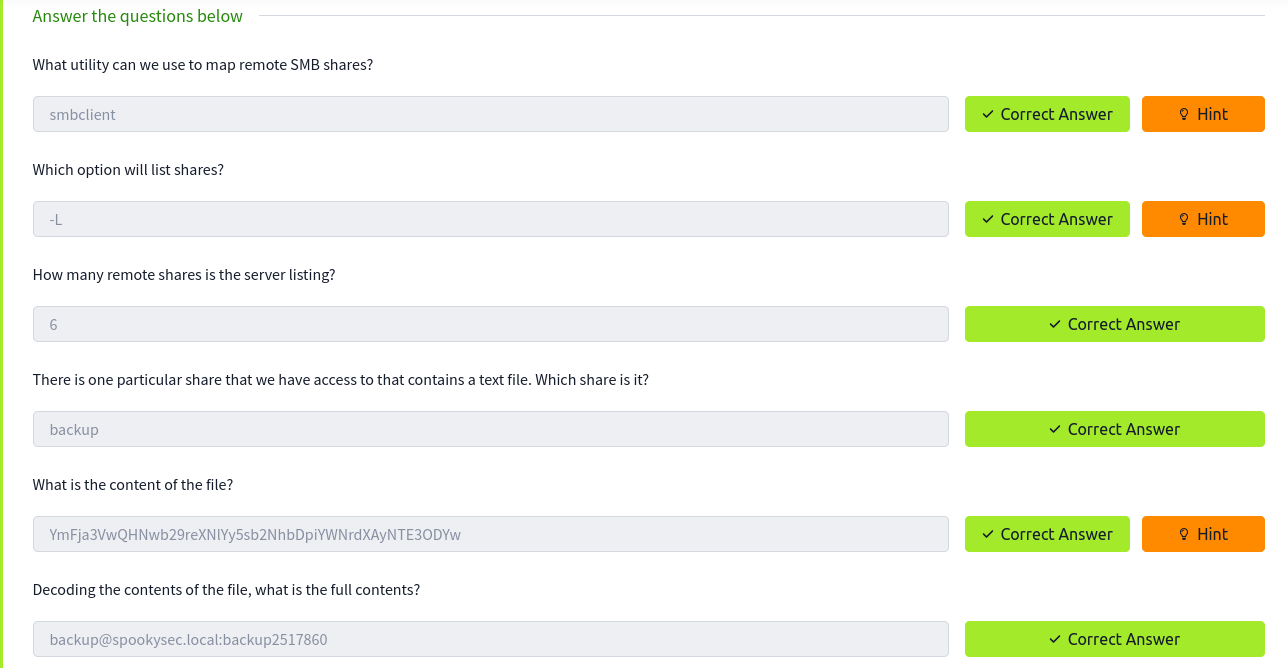 Answer the questions below
What utility can we use to map remote SMB shares?
smbclient
Correct Answer
Hint
Which option will list shares?
-L
Correct Answer
Hint
How many remote shares is the server listing?
6
Correct Answer
There is one particular share that we have access to that contains a text file. Which share is it?
backup
Correct Answer
What is the content of the file?
YmFja3VwQHNwb29reXNlYy5sb2NhbDpiYWNrdXAyNTE3ODYw
Correct Answer
Hint
Decoding the contents of the file, what is the full contents?
backup@spookysec.local:backup2517860
Correct Answer